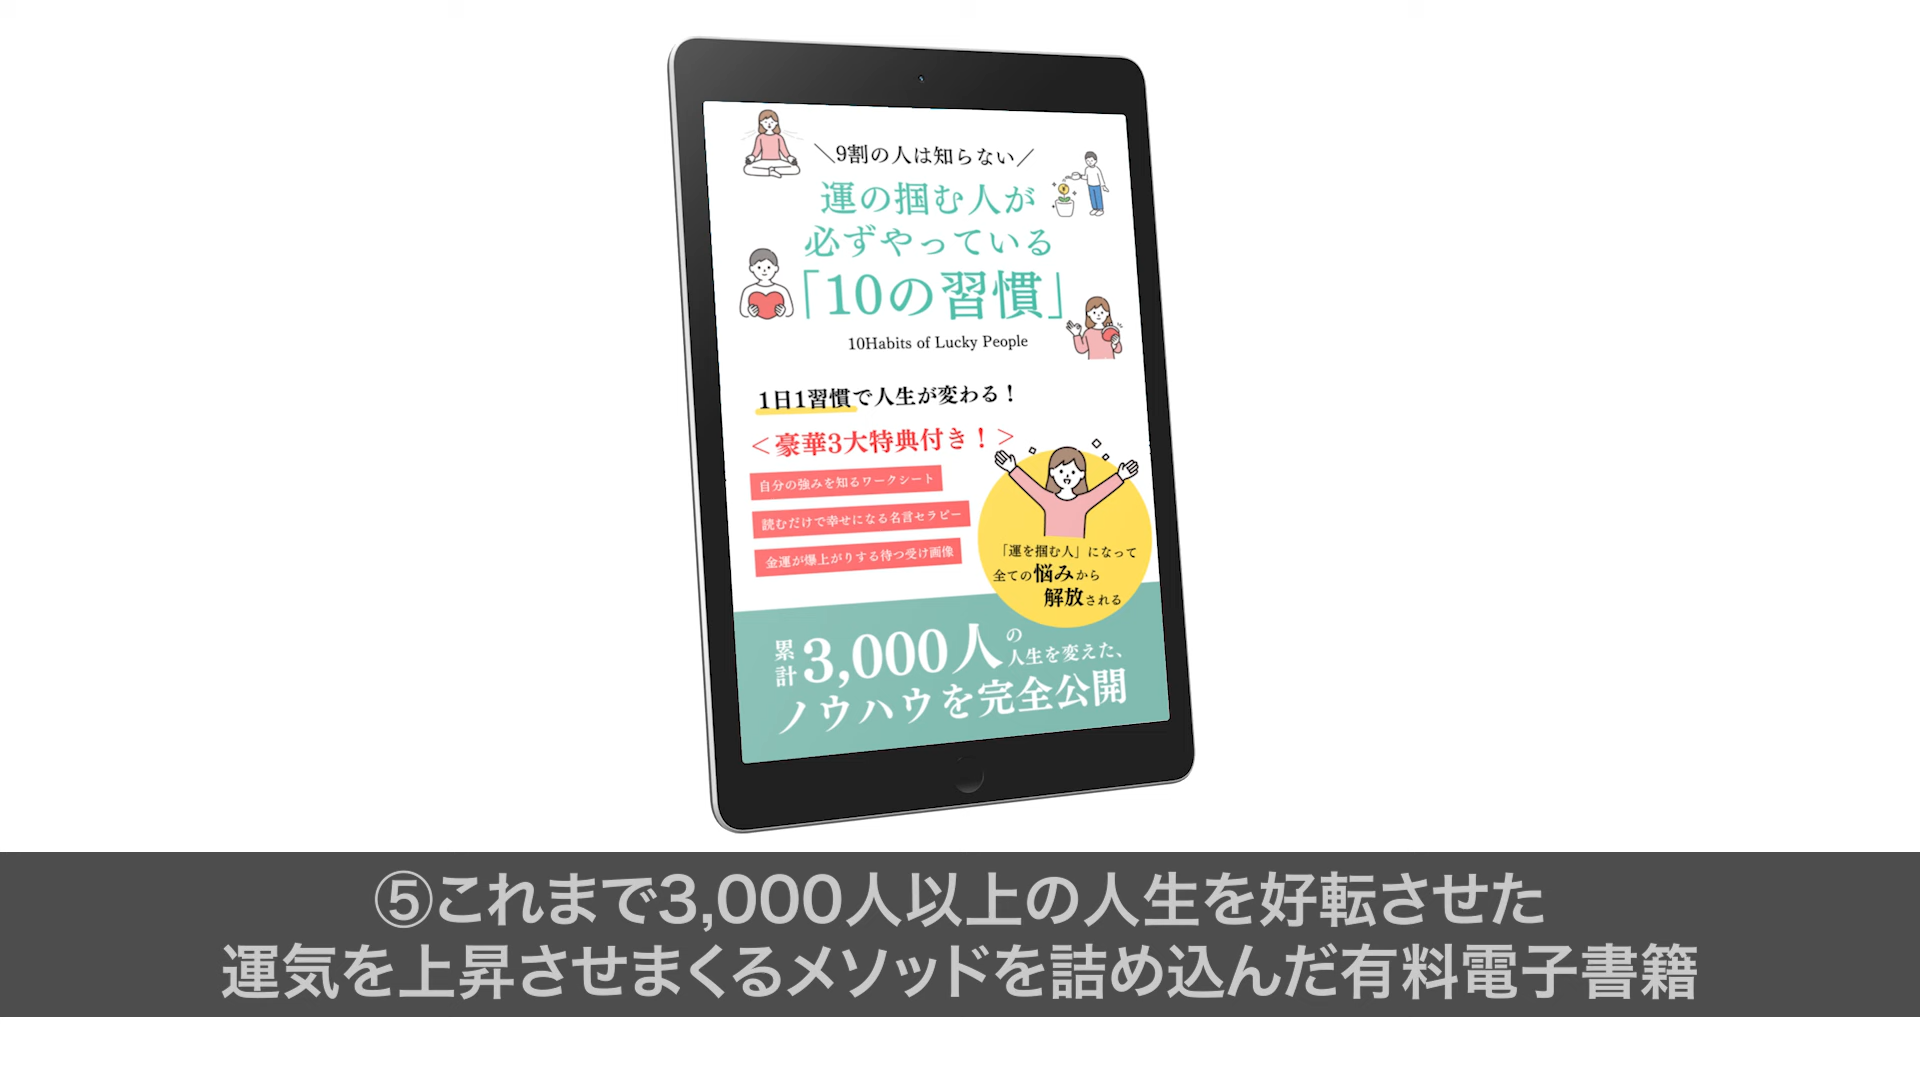 ＼9割の人は知らない／
運の掴む人が
必ずやっている
「10の習慣」
10Habits of Lucky People
1日1習慣で人生が変わる！
＜豪華3大特典付き！＞
自分の強みを知るワークシート
読むだけで幸せになる名言セラピー
金運が爆上がりする待つ受け画像
「運を掴む人」になって
全ての悩みから
解放される
累計3,000人の
人生を変えた、
ノウハウを完全公開
⑤これまで3,000人以上の人生を好転させた
運気を上昇させまくるメソッドを詰め込んだ有料電子書籍